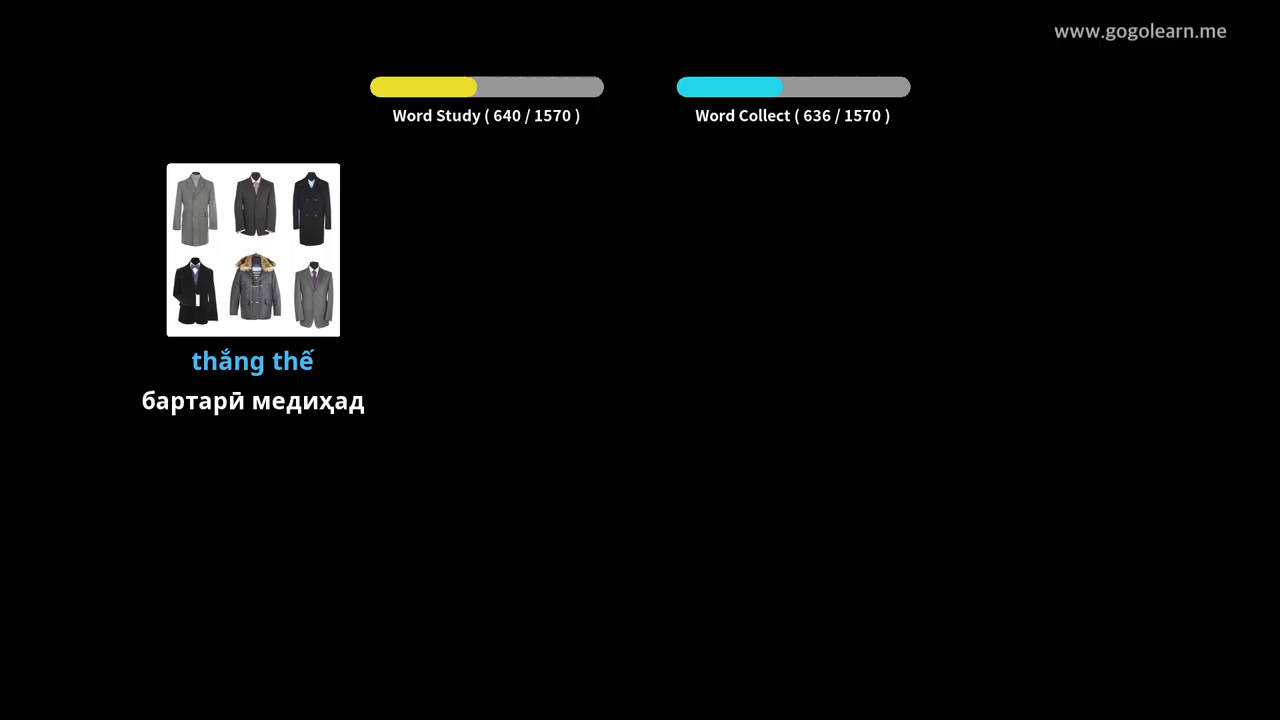 www.gogolearn.me
Word Study ( 640 / 1570 )
Word Collect ( 636 / 1570 )
thắng thế
бартарӣ медиҳад